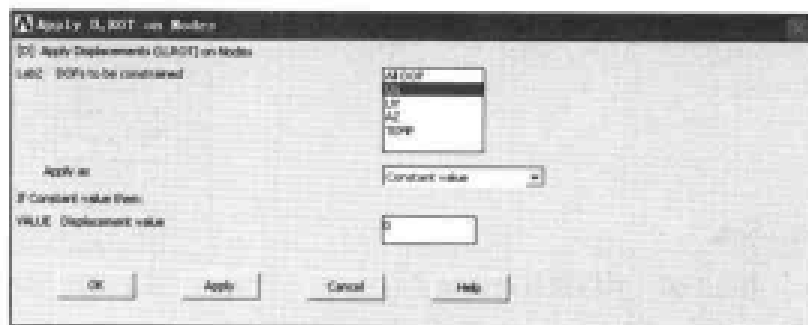 Apply U,ROT on Nodes
[D] Apply Displacements (U,ROT) on Nodes
Lab2 DOFs to be constrained
All DOF
UX
UY
AZ
TEMP
Apply as
Constant value
If Constant value then:
VALUE Displacement value
0
OK
Apply
Cancel
Help